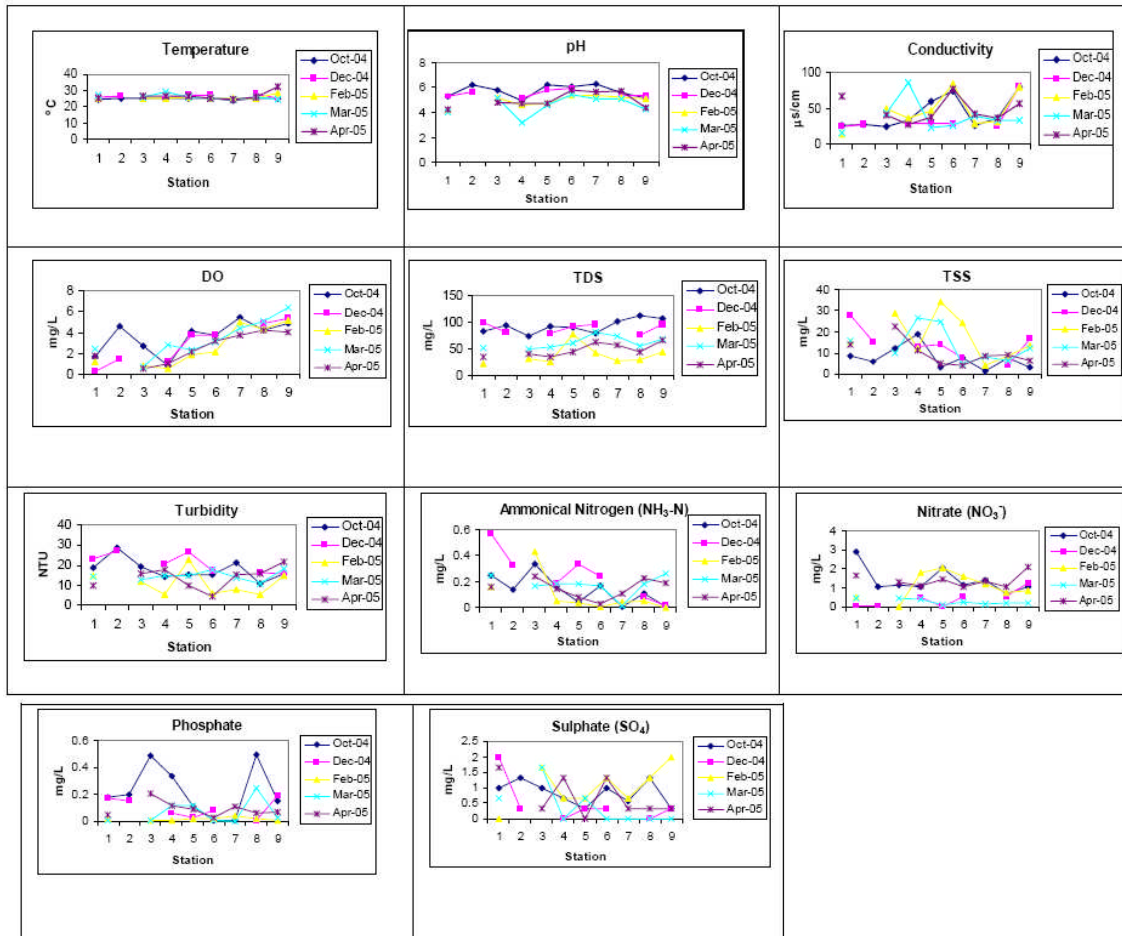 Temperature
°C
40
30
20
10
0
1 2 3 4 5 6 7 8 9
Station
Oct-04
Dec-04
Feb-05
Mar-05
Apr-05
pH
8
6
4
2
0
1 2 3 4 5 6 7 8 9
Station
Oct-04
Dec-04
Feb-05
Mar-05
Apr-05
Conductivity
µs/cm
100
50
0
1 2 3 4 5 6 7 8 9
Station
Oct-04
Dec-04
Feb-05
Mar-05
Apr-05
DO
mg/L
8
6
4
2
0
1 2 3 4 5 6 7 8 9
Station
Oct-04
Dec-04
Feb-05
Mar-05
Apr-05
TDS
mg/L
150
100
50
0
1 2 3 4 5 6 7 8 9
Station
Oct-04
Dec-04
Feb-05
Mar-05
Apr-05
TSS
mg/L
40
30
20
10
0
1 2 3 4 5 6 7 8 9
Station
Oct-04
Dec-04
Feb-05
Mar-05
Apr-05
Turbidity
NTU
40
30
20
10
0
1 2 3 4 5 6 7 8 9
Station
Oct-04
Dec-04
Feb-05
Mar-05
Apr-05
Ammonical Nitrogen (NH₃-N)
mg/L
0.6
0.4
0.2
0
1 2 3 4 5 6 7 8 9
Station
Oct-04
Dec-04
Feb-05
Mar-05
Apr-05
Nitrate (NO₃⁻)
mg/L
4
3
2
1
0
1 2 3 4 5 6 7 8 9
Station
Oct-04
Dec-04
Feb-05
Mar-05
Apr-05
Phosphate
mg/L
0.6
0.4
0.2
0
1 2 3 4 5 6 7 8 9
Station
Oct-04
Dec-04
Feb-05
Mar-05
Apr-05
Sulphate (SO₄)
mg/L
2.5
2
1.5
1
0.5
0
1 2 3 4 5 6 7 8 9
Station
Oct-04
Dec-04
Feb-05
Mar-05
Apr-05